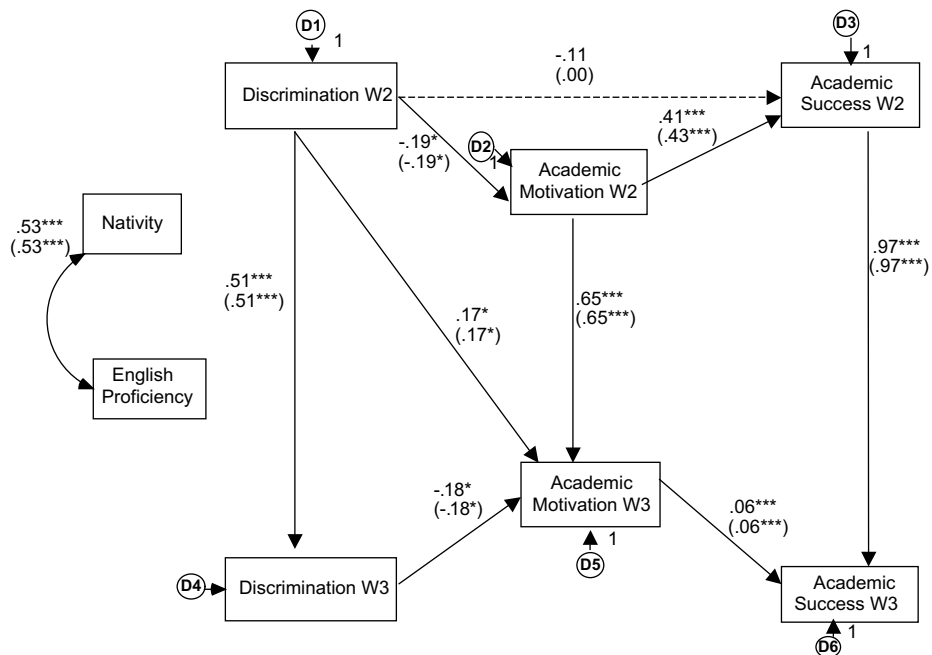 D1
1
D3
1
Discrimination W2
-.11
(.00)
Academic
Success W2
-.19*
(-.19*)
D2
1
.41***
(.43***)
Academic
Motivation W2
.53***
(.53***)
Nativity
.51***
(.51***)
.17*
(.17*)
.65***
(.65***)
.97***
(.97***)
English
Proficiency
-.18*
(-.18*)
Academic
Motivation W3
.06***
(.06***)
1
D5
D4
Discrimination W3
Academic
Success W3
1
D6